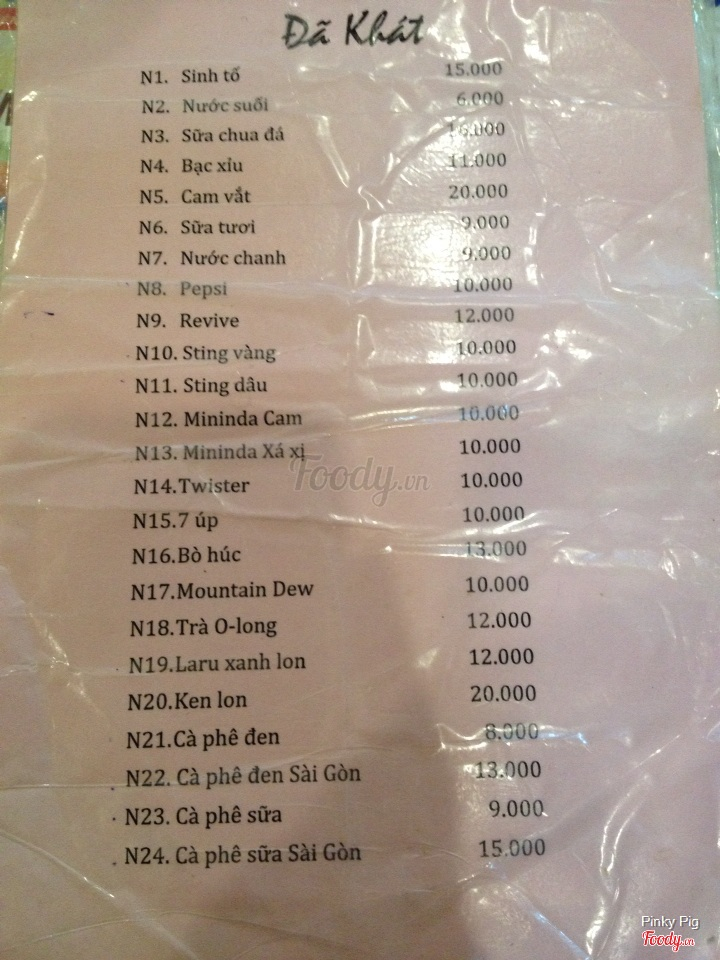 Đã Khát
N1. Sinh tố 15.000
N2. Nước suối 6.000
N3. Sữa chua đá
N4. Bạc xỉu 11.000
N5. Cam vắt 20.000
N6. Sữa tươi 9.000
N7. Nước chanh 9.000
N8. Pepsi 10.000
N9. Revive 12.000
N10. Sting vàng 10.000
N11. Sting dâu 10.000
N12. Mininda Cam 10.000
N13. Mininda Xá xị 10.000
Foody.vn
N14.Twister 10.000
N15.7 úp 10.000
N16.Bò húc 13.000
N17.Mountain Dew 10.000
N18.Trà O-long 12.000
N19.Laru xanh lon 12.000
N20.Ken lon 20.000
N21.Cà phê đen 8.000
N22. Cà phê đen Sài Gòn 13.000
N23. Cà phê sữa 9.000
N24. Cà phê sữa Sài Gòn 15.000
Pinky Pig
Foody.vn